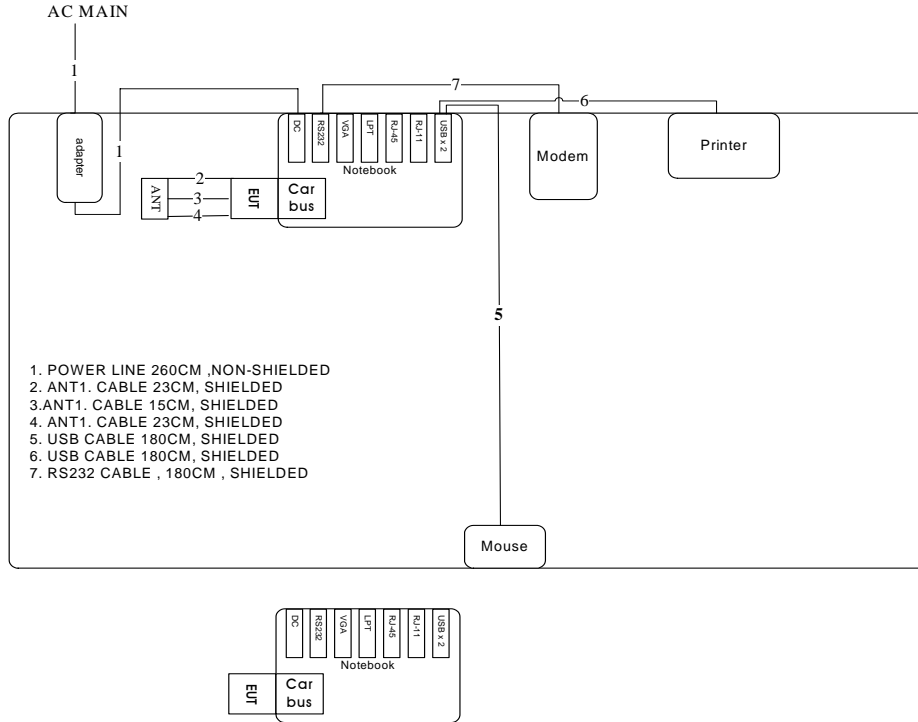 AC MAIN
1
7
6
1
adapter
DC
RS232
VGA
LPT
RJ-45
RJ-11
USB x 2
Notebook
Modem
Printer
ANT
2
3
4
EUT
Car
bus
5
1. POWER LINE 260CM ,NON-SHIELDED
2. ANT1. CABLE 23CM, SHIELDED
3.ANT1. CABLE 15CM, SHIELDED
4. ANT1. CABLE 23CM, SHIELDED
5. USB CABLE 180CM, SHIELDED
6. USB CABLE 180CM, SHIELDED
7. RS232 CABLE , 180CM , SHIELDED
Mouse
DC
RS232
VGA
LPT
RJ-45
RJ-11
USB x 2
Notebook
EUT
Car
bus